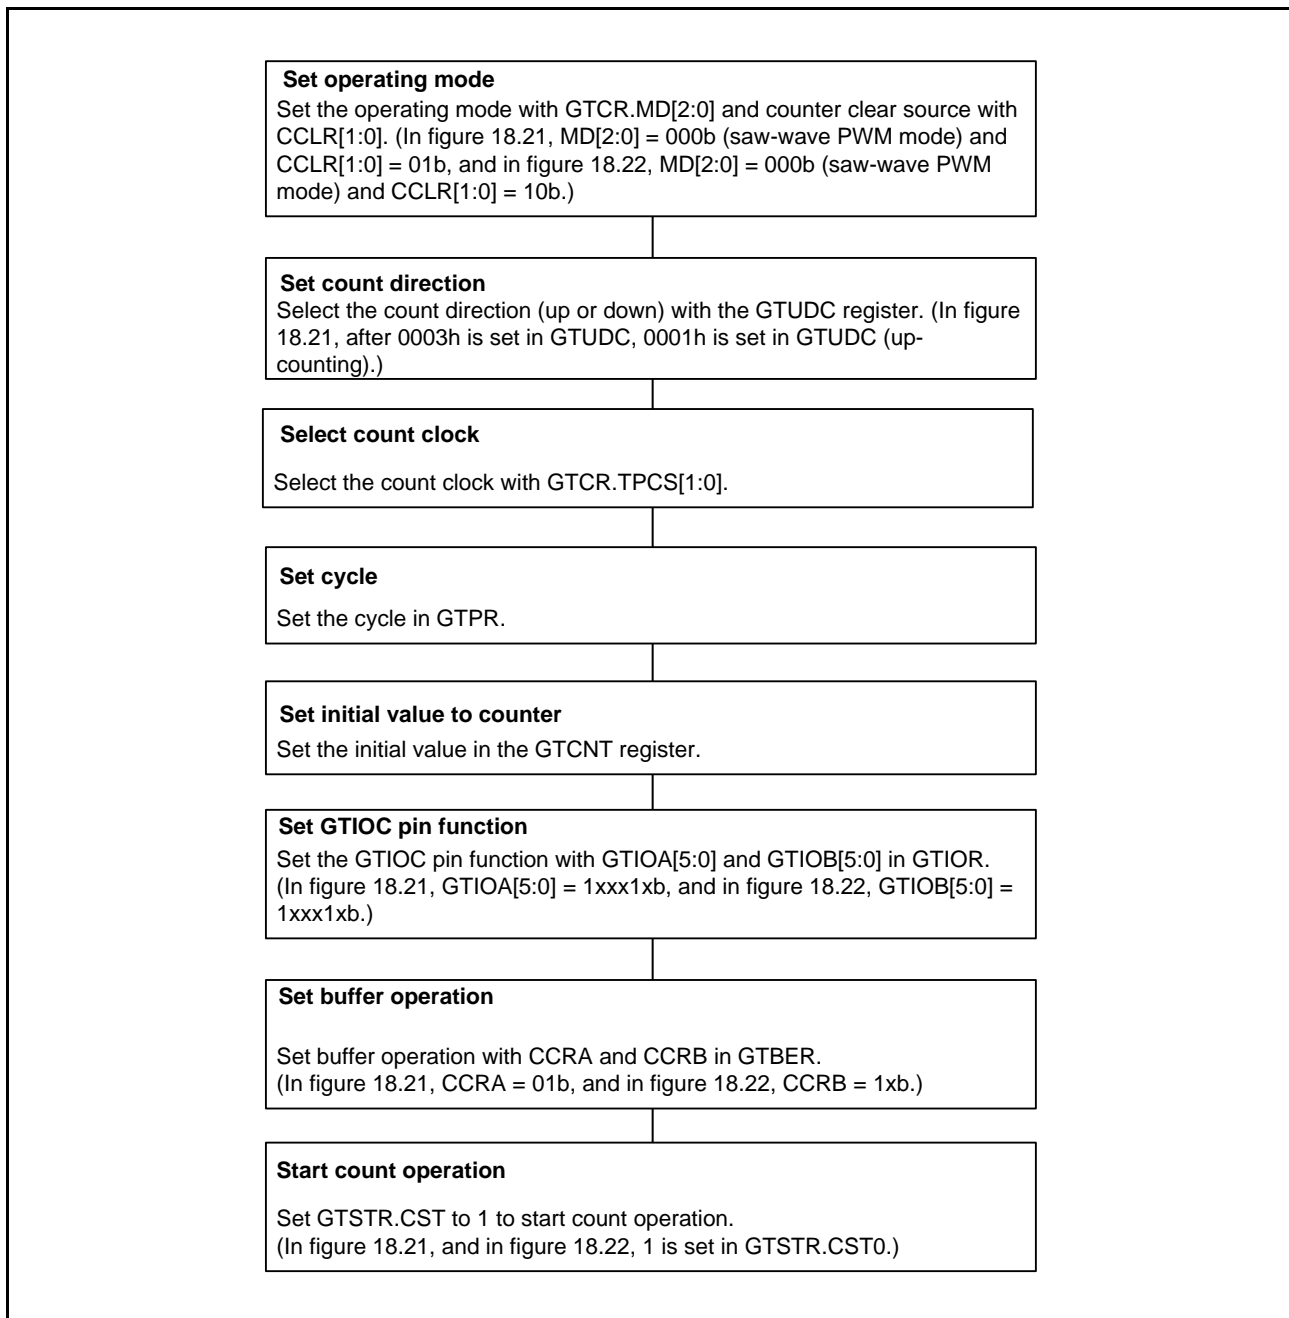 Set operating mode
Set the operating mode with GTCR.MD[2:0] and counter clear source with
CCLR[1:0]. (In figure 18.21, MD[2:0] = 000b (saw-wave PWM mode) and
CCLR[1:0] = 01b, and in figure 18.22, MD[2:0] = 000b (saw-wave PWM
mode) and CCLR[1:0] = 10b.)
Set count direction
Select the count direction (up or down) with the GTUDC register. (In figure
18.21, after 0003h is set in GTUDC, 0001h is set in GTUDC (up-
counting).)
Select count clock
Select the count clock with GTCR.TPCS[1:0].
Set cycle
Set the cycle in GTPR.
Set initial value to counter
Set the initial value in the GTCNT register.
Set GTIOC pin function
Set the GTIOC pin function with GTIOA[5:0] and GTIOB[5:0] in GTIOR.
(In figure 18.21, GTIOA[5:0] = 1xxx1xb, and in figure 18.22, GTIOB[5:0] =
1xxx1xb.)
Set buffer operation
Set buffer operation with CCRA and CCRB in GTBER.
(In figure 18.21, CCRA = 01b, and in figure 18.22, CCRB = 1xb.)
Start count operation
Set GTSTR.CST to 1 to start count operation.
(In figure 18.21, and in figure 18.22, 1 is set in GTSTR.CST0.)